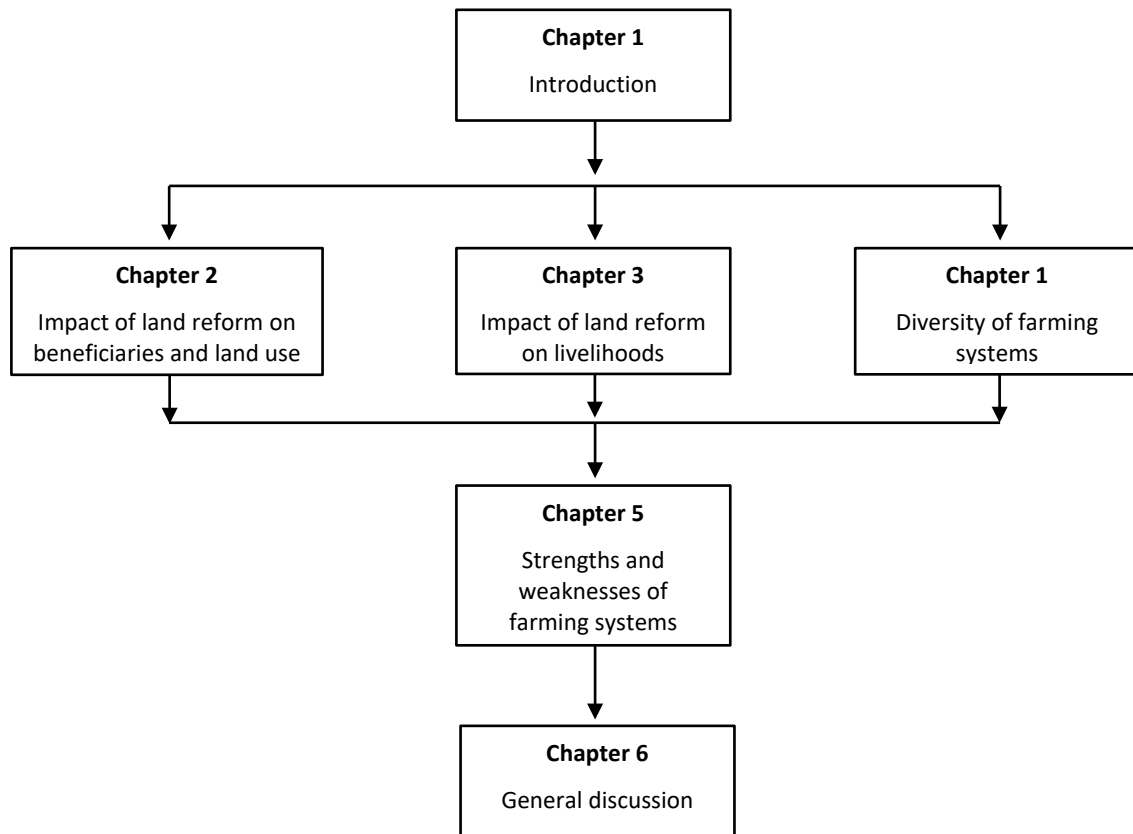 Chapter 1
Introduction
Chapter 2
Impact of land reform on
beneficiaries and land use
Chapter 3
Impact of land reform
on livelihoods
Chapter 1
Diversity of farming
systems
Chapter 5
Strengths and
weaknesses of
farming systems
Chapter 6
General discussion